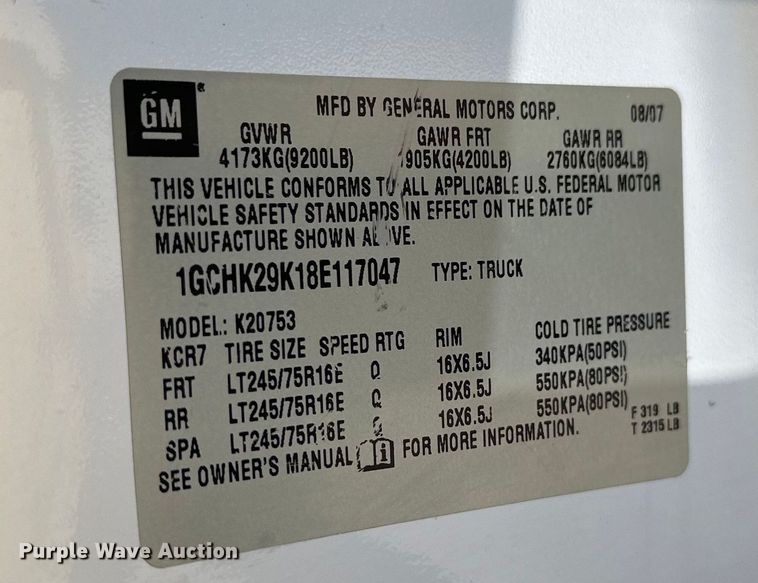 GM
MFD BY GENERAL MOTORS CORP. 08/07
GVWR GAWR FRT GAWR RR
4173KG(9200LB) 1905KG(4200LB) 2760KG(6084LB)
THIS VEHICLE CONFORMS TO ALL APPLICABLE U.S. FEDERAL MOTOR
VEHICLE SAFETY STANDARDS IN EFFECT ON THE DATE OF
MANUFACTURE SHOWN ABOVE.
1GCHK29K18E117047 TYPE: TRUCK
MODEL: K20753
KCR7 TIRE SIZE SPEED RTG RIM COLD TIRE PRESSURE
FRT LT245/75R16E Q 16X6.5J 340KPA(50PSI)
RR LT245/75R16E Q 16X6.5J 550KPA(80PSI)
SPA LT245/75R16E Q 16X6.5J 550KPA(80PSI)
F 319 LB
T 2315 LB
SEE OWNER'S MANUAL i FOR MORE INFORMATION.
Purple Wave Auction